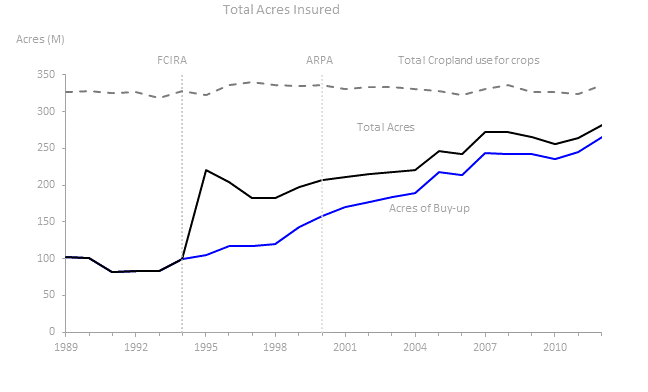 Total Acres Insured
Acres (M)
FCIRA
ARPA
Total Cropland use for crops
350
300
250
200
150
100
50
0
Total Acres
Acres of Buy-up
1989
1992
1995
1998
2001
2004
2007
2010